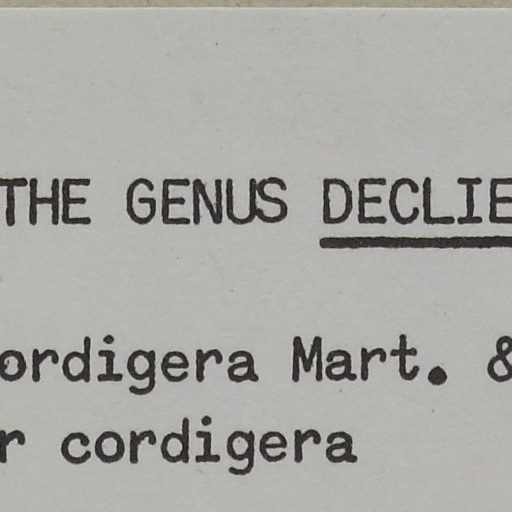 THE GENUS DECLIE
ordigera Mart. &
r cordigera